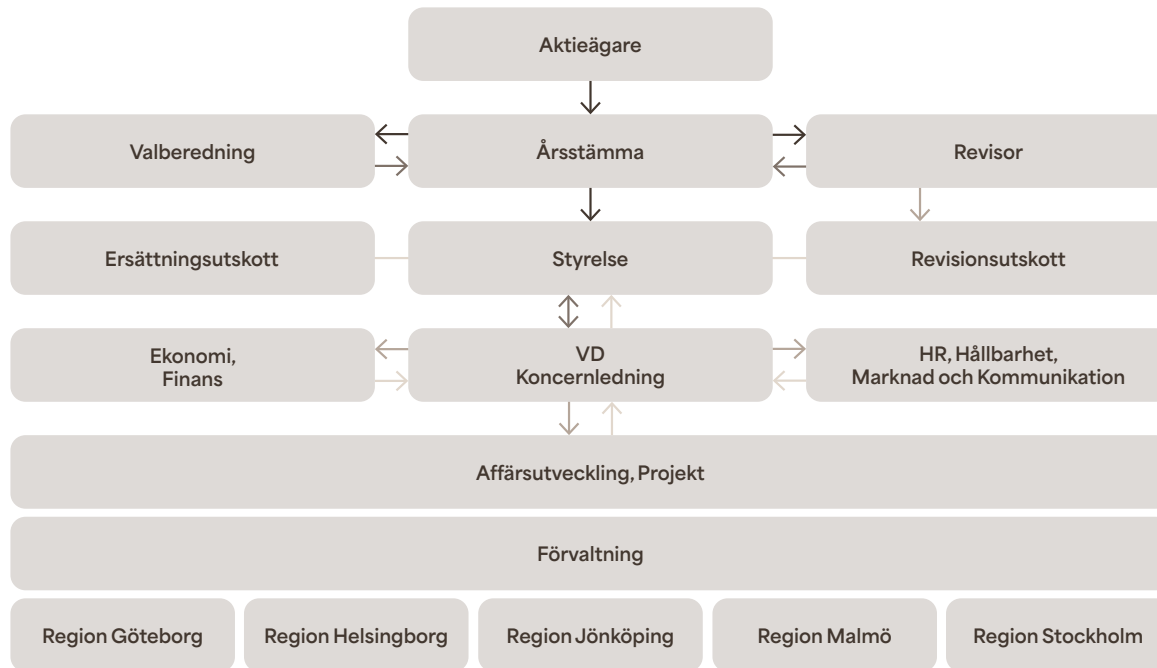 Aktieägare
Valberedning
Årsstämma
Revisor
Ersättningsutskott
Styrelse
Revisionsutskott
Ekonomi,
Finans
VD
Koncernledning
HR, Hållbarhet,
Marknad och Kommunikation
Affärsutveckling, Projekt
Förvaltning
Region Göteborg
Region Helsingborg
Region Jönköping
Region Malmö
Region Stockholm